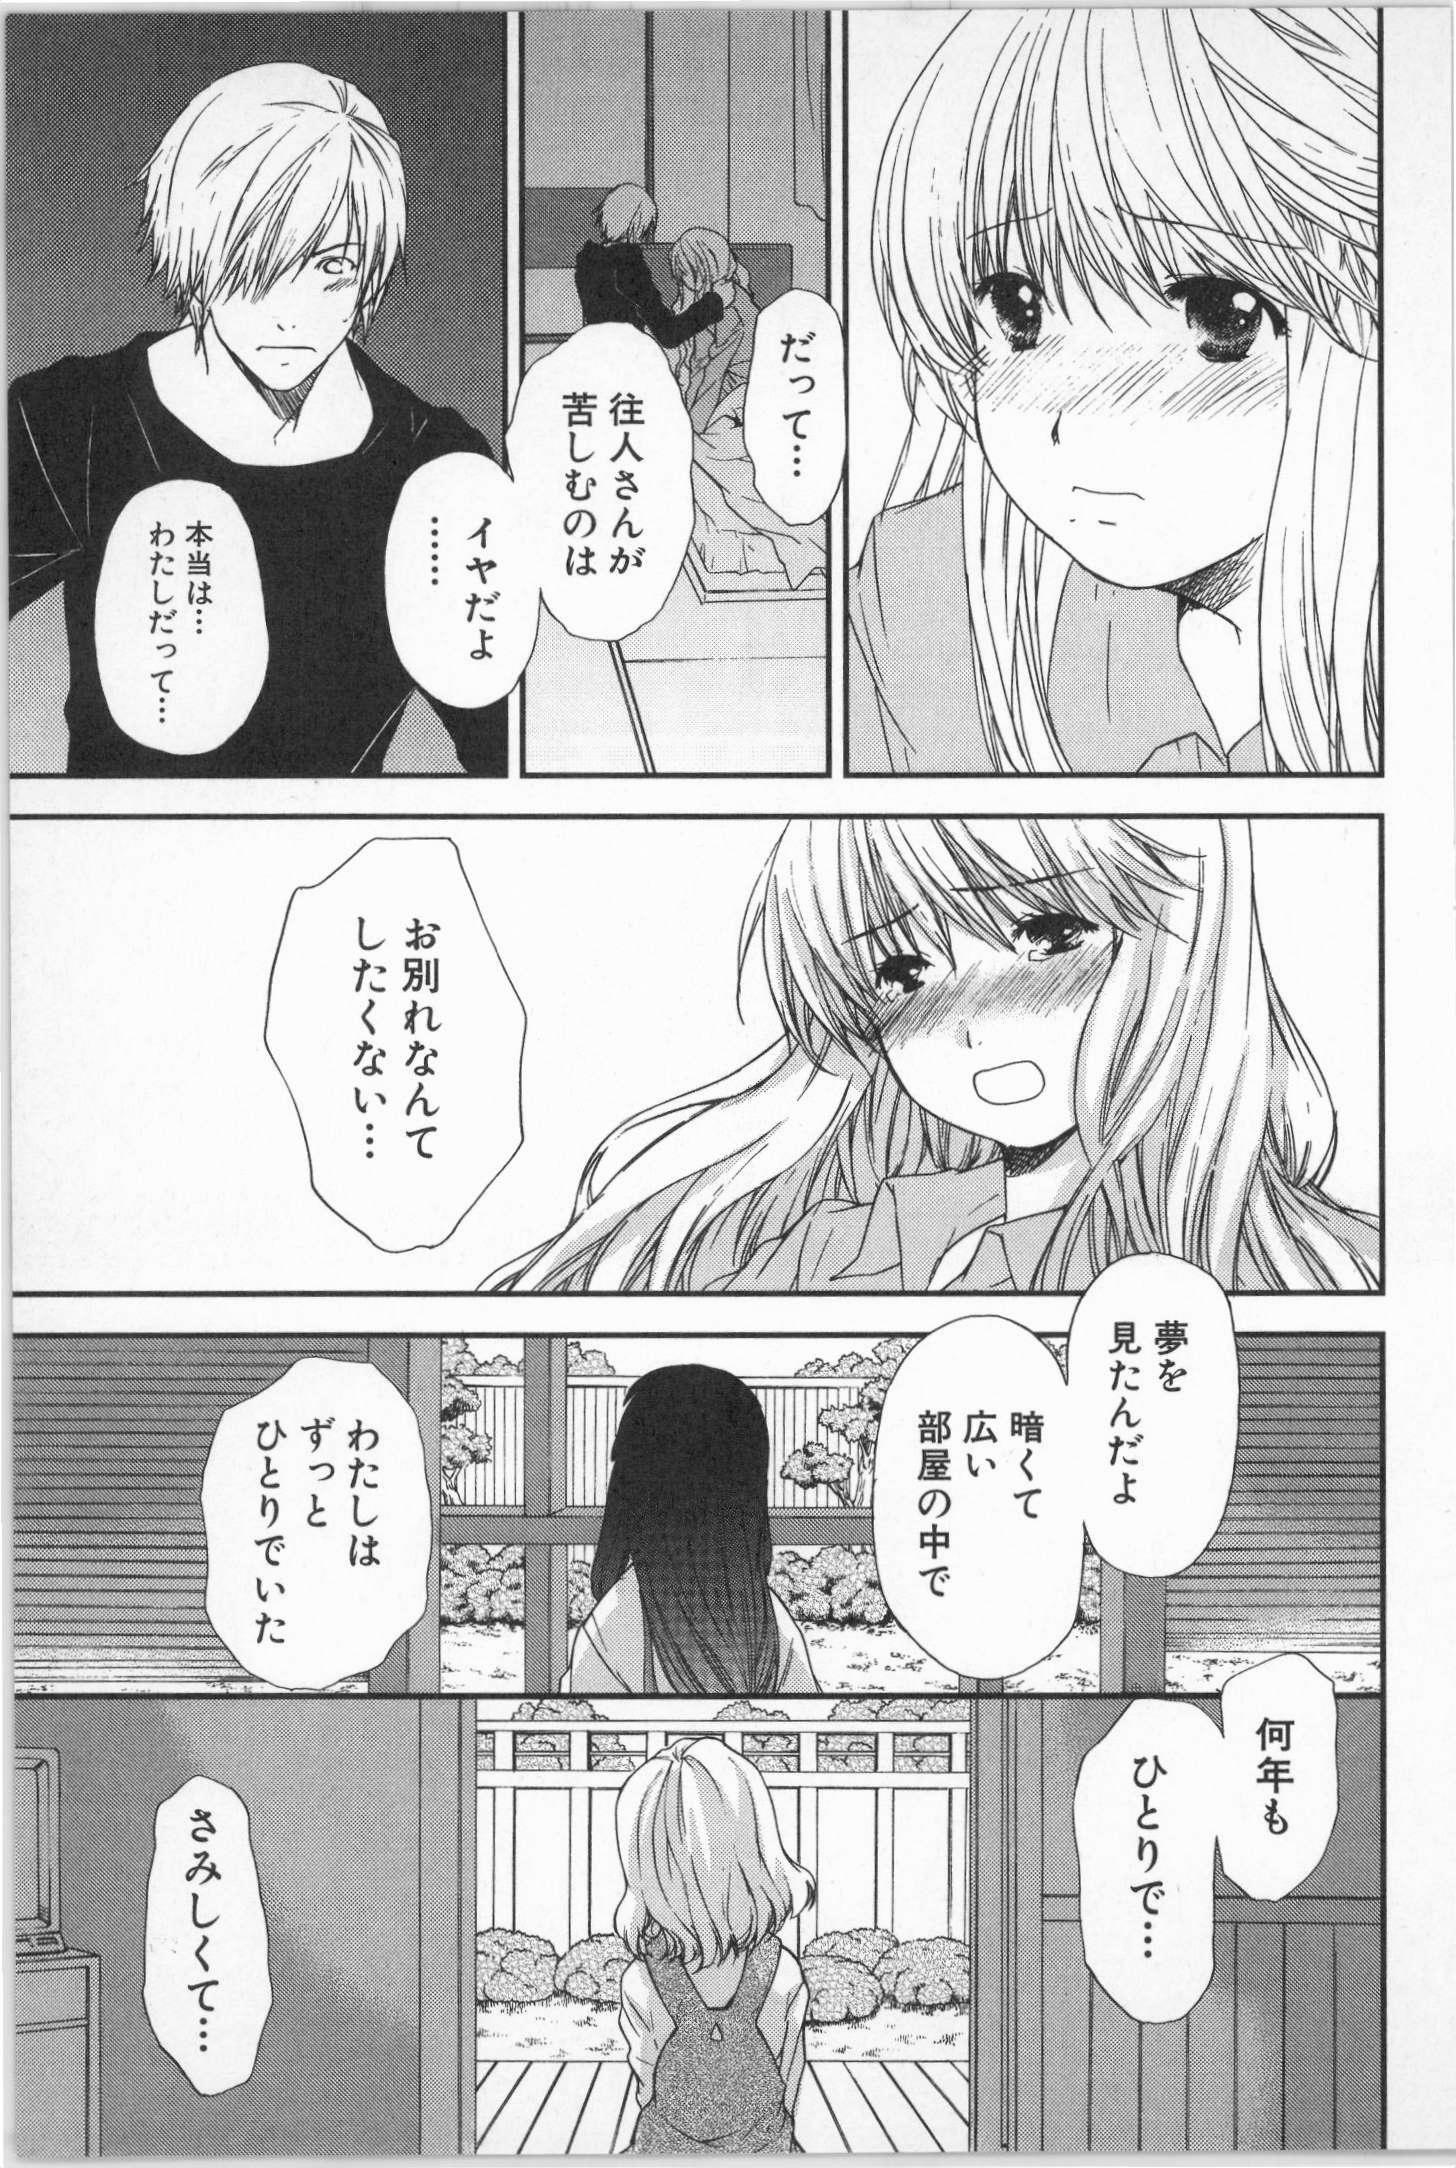 だって…
往人さんが
苦しむのは
イヤだよ
……
本当は…
わたしだって…
お別れなんて
したくない…
夢を
見たんだよ
暗くて
広い
部屋の中で
わたしは
ずっと
ひとりでいた
何年も
ひとりで…
さみしくて…